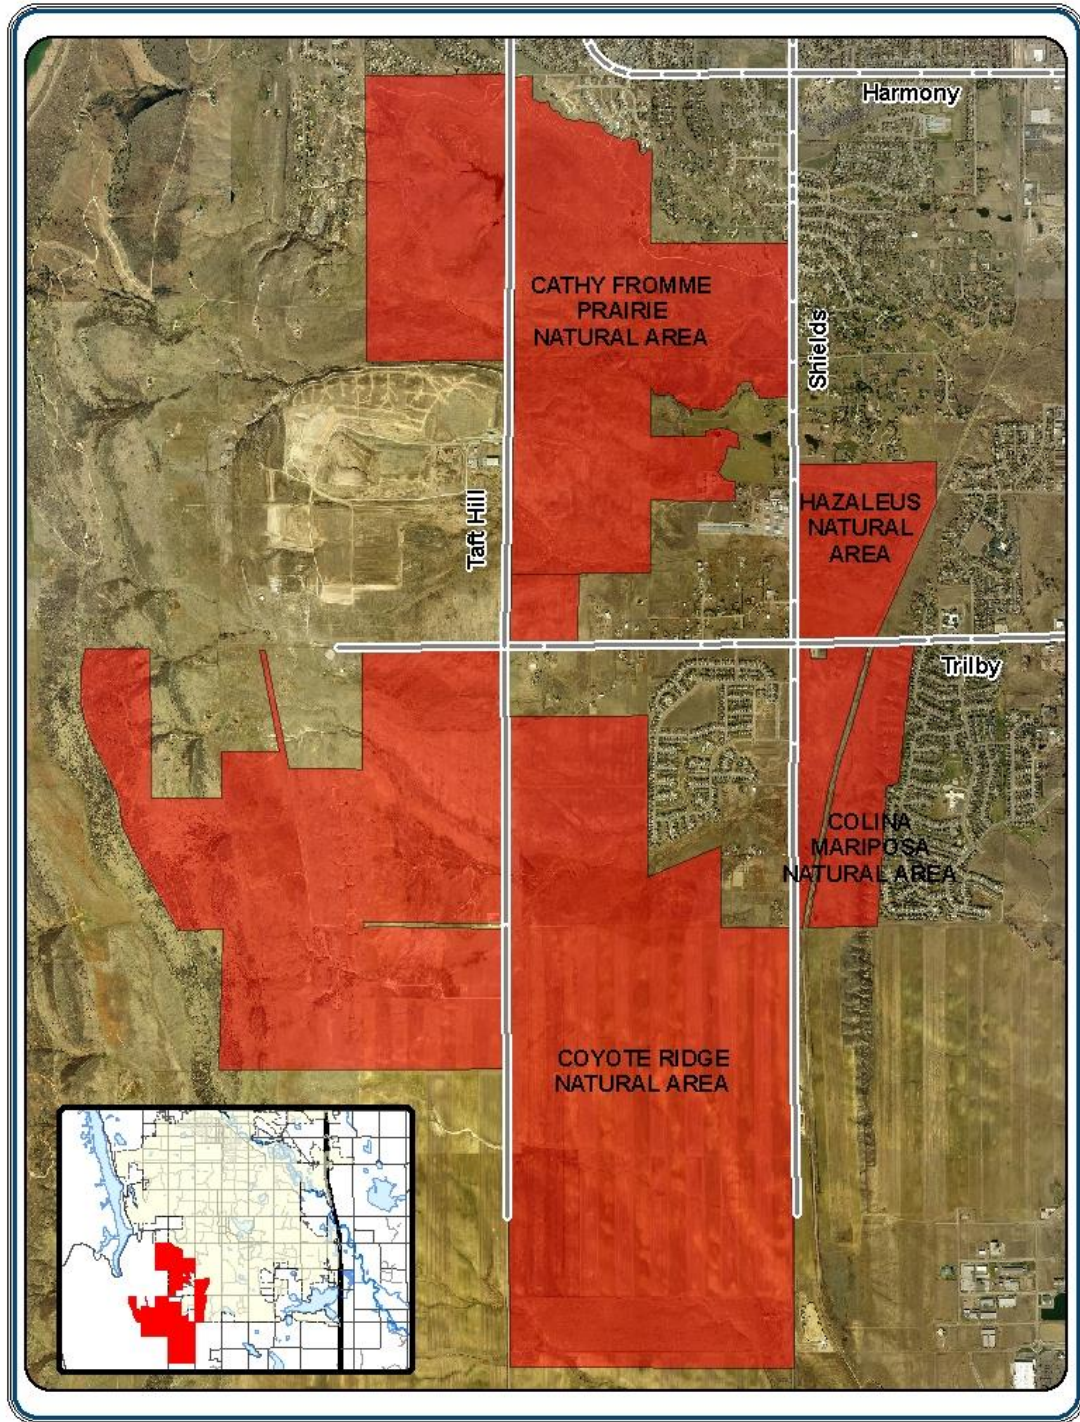 Harmony
CATHY FROMME
PRAIRIE
NATURAL AREA
Shields
Taft Hill
HAZALEUS
NATURAL
AREA
Trilby
COLINA
MARIPOSA
NATURAL AREA
COYOTE RIDGE
NATURAL AREA